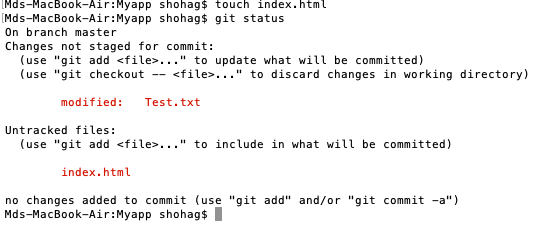 [Mds-MacBook-Air:Myapp shohag$ touch index.html
[Mds-MacBook-Air:Myapp shohag$ git status
On branch master
Changes not staged for commit:
  (use "git add <file>..." to update what will be committed)
  (use "git checkout -- <file>..." to discard changes in working directory)
        modified:   Test.txt
Untracked files:
  (use "git add <file>..." to include in what will be committed)
        index.html
no changes added to commit (use "git add" and/or "git commit -a")
Mds-MacBook-Air:Myapp shohag$